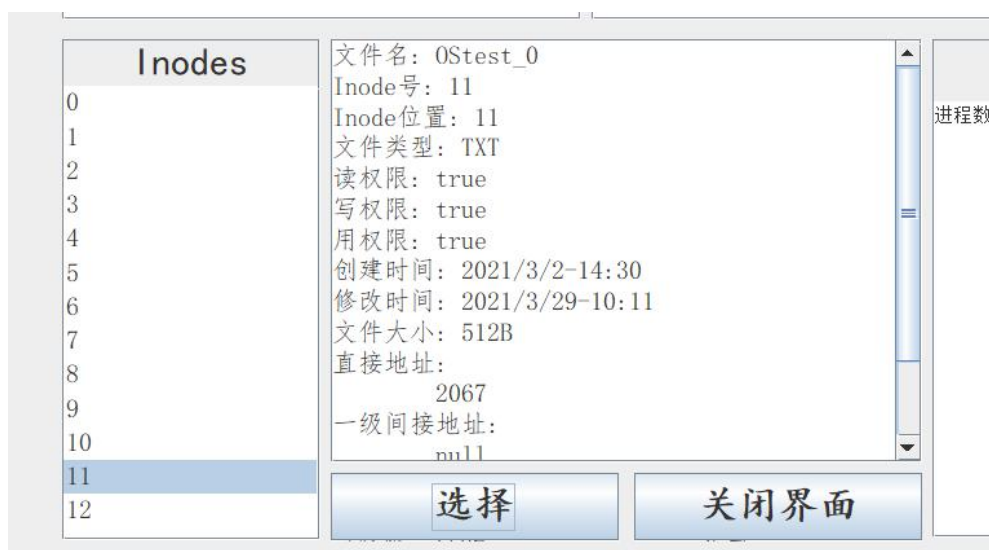 Inodes
0
1
2
3
4
5
6
7
8
9
10
11
12
文件名: OStest_0
Inode号: 11
Inode位置: 11
文件类型: TXT
读权限: true
写权限: true
用权限: true
创建时间: 2021/3/2-14:30
修改时间: 2021/3/29-10:11
文件大小: 512B
直接地址:
2067
一级间接地址:
null
选择
关闭界面
进程数